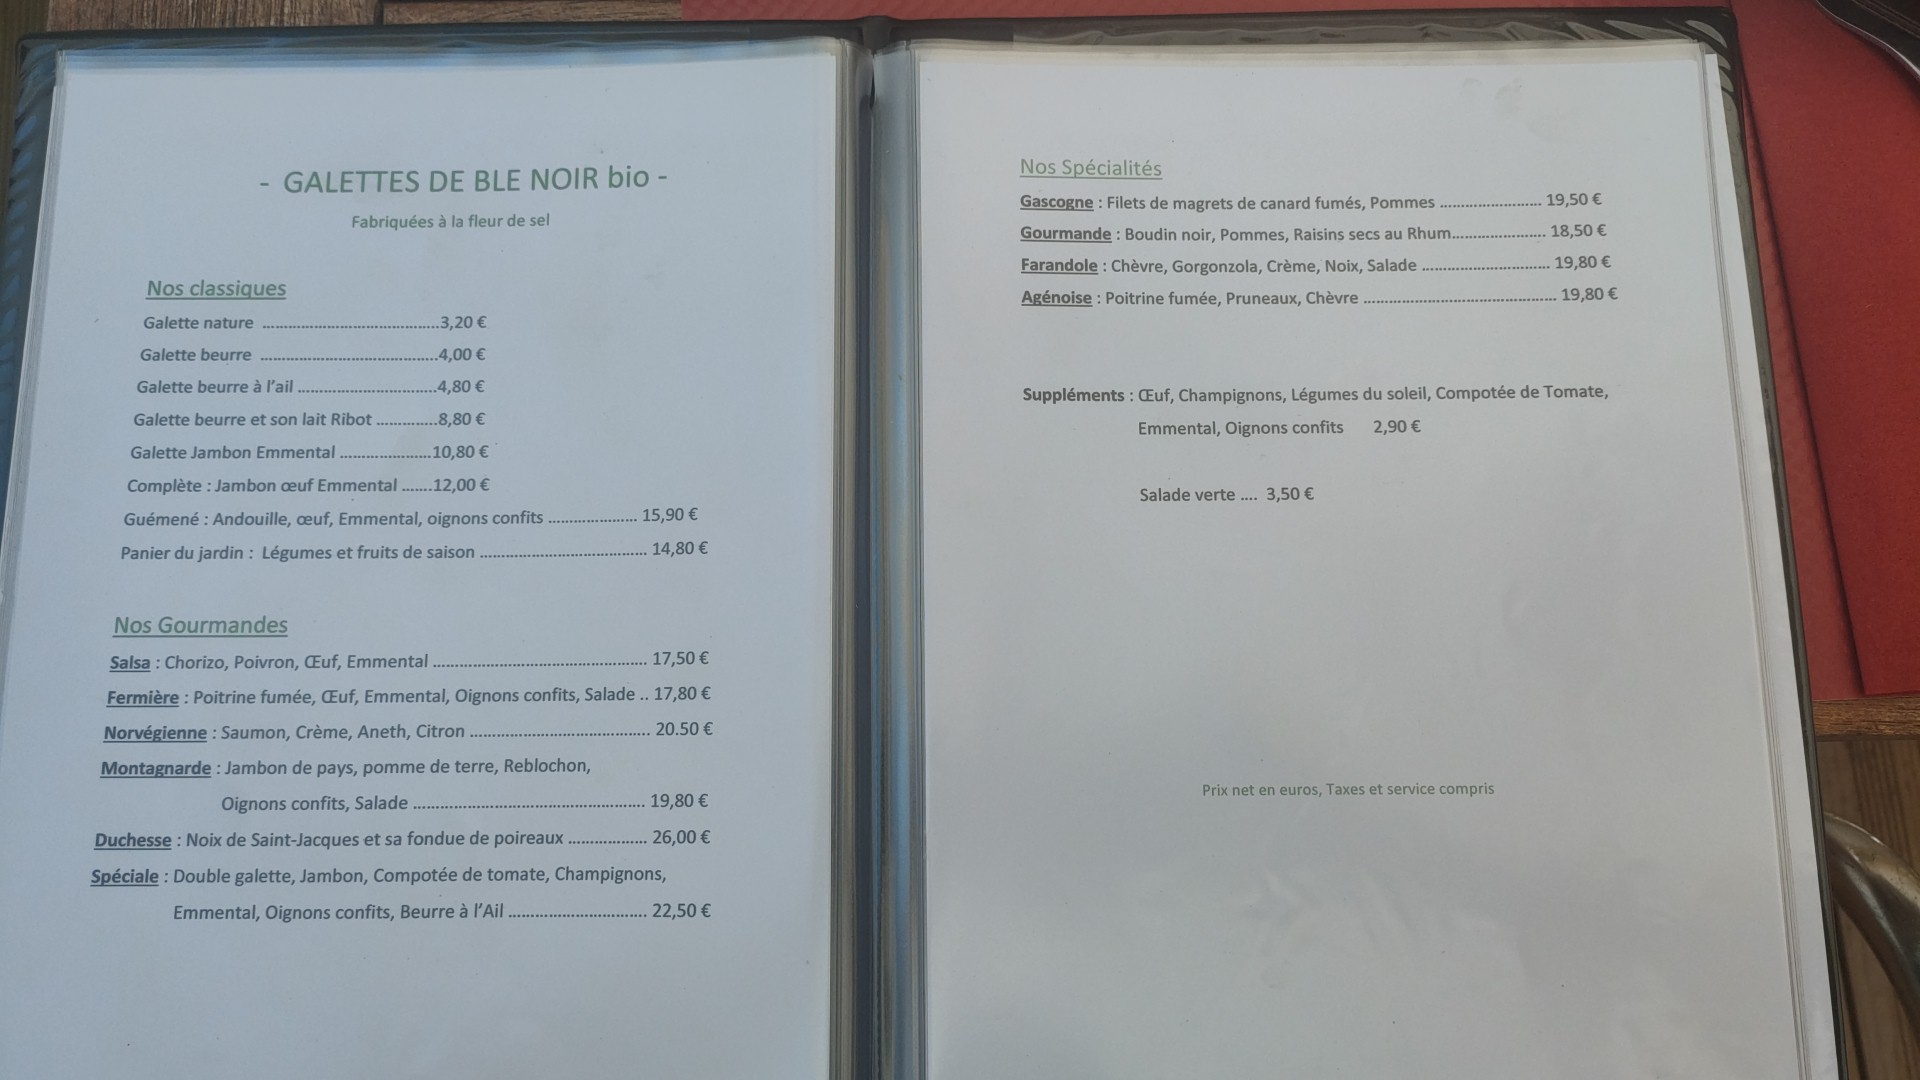 - GALETTES DE BLE NOIR bio -
Fabriquées à la fleur de sel
Nos classiques
Galette nature ..........................................3,20 €
Galette beurre ..........................................4,00 €
Galette beurre à l'ail .................................4,80 €
Galette beurre et son lait Ribot ..............8,80 €
Galette Jambon Emmental .....................10,80 €
Complète : Jambon œuf Emmental .......12,00 €
Guémené : Andouille, œuf, Emmental, oignons confits ..................... 15,90 €
Panier du jardin : Légumes et fruits de saison ....................................... 14,80 €
Nos Gourmandes
Salsa : Chorizo, Poivron, Œuf, Emmental .................................................. 17,50 €
Fermière : Poitrine fumée, Œuf, Emmental, Oignons confits, Salade .. 17,80 €
Norvégienne : Saumon, Crème, Aneth, Citron .......................................... 20.50 €
Montagnarde : Jambon de pays, pomme de terre, Reblochon,
Oignons confits, Salade ...................................................... 19,80 €
Duchesse : Noix de Saint-Jacques et sa fondue de poireaux .................. 26,00 €
Spéciale : Double galette, Jambon, Compotée de tomate, Champignons,
Emmental, Oignons confits, Beurre à l'Ail ................................ 22,50 €
Nos Spécialités
Gascogne : Filets de magrets de canard fumés, Pommes ........................ 19,50 €
Gourmande : Boudin noir, Pommes, Raisins secs au Rhum...................... 18,50 €
Farandole : Chèvre, Gorgonzola, Crème, Noix, Salade .............................. 19,80 €
Agénoise : Poitrine fumée, Pruneaux, Chèvre ............................................. 19,80 €
Suppléments : Œuf, Champignons, Légumes du soleil, Compotée de Tomate,
Emmental, Oignons confits 2,90 €
Salade verte .... 3,50 €
Prix net en euros, Taxes et service compris